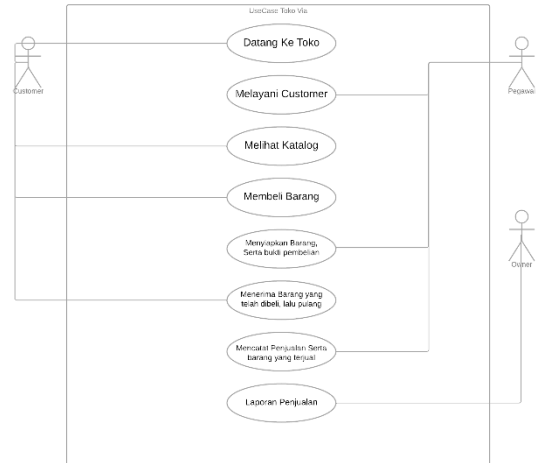 UseCase Toko Via
Datang Ke Toko
Customer
Melayani Customer
Pegawai
Melihat Katalog
Membeli Barang
Menyiapkan Barang,
Serta bukti pembelian
Owner
Menerima Barang yang
telah dibeli, lalu pulang
Mencatat Penjualan Serta
barang yang terjual
Laporan Penjualan